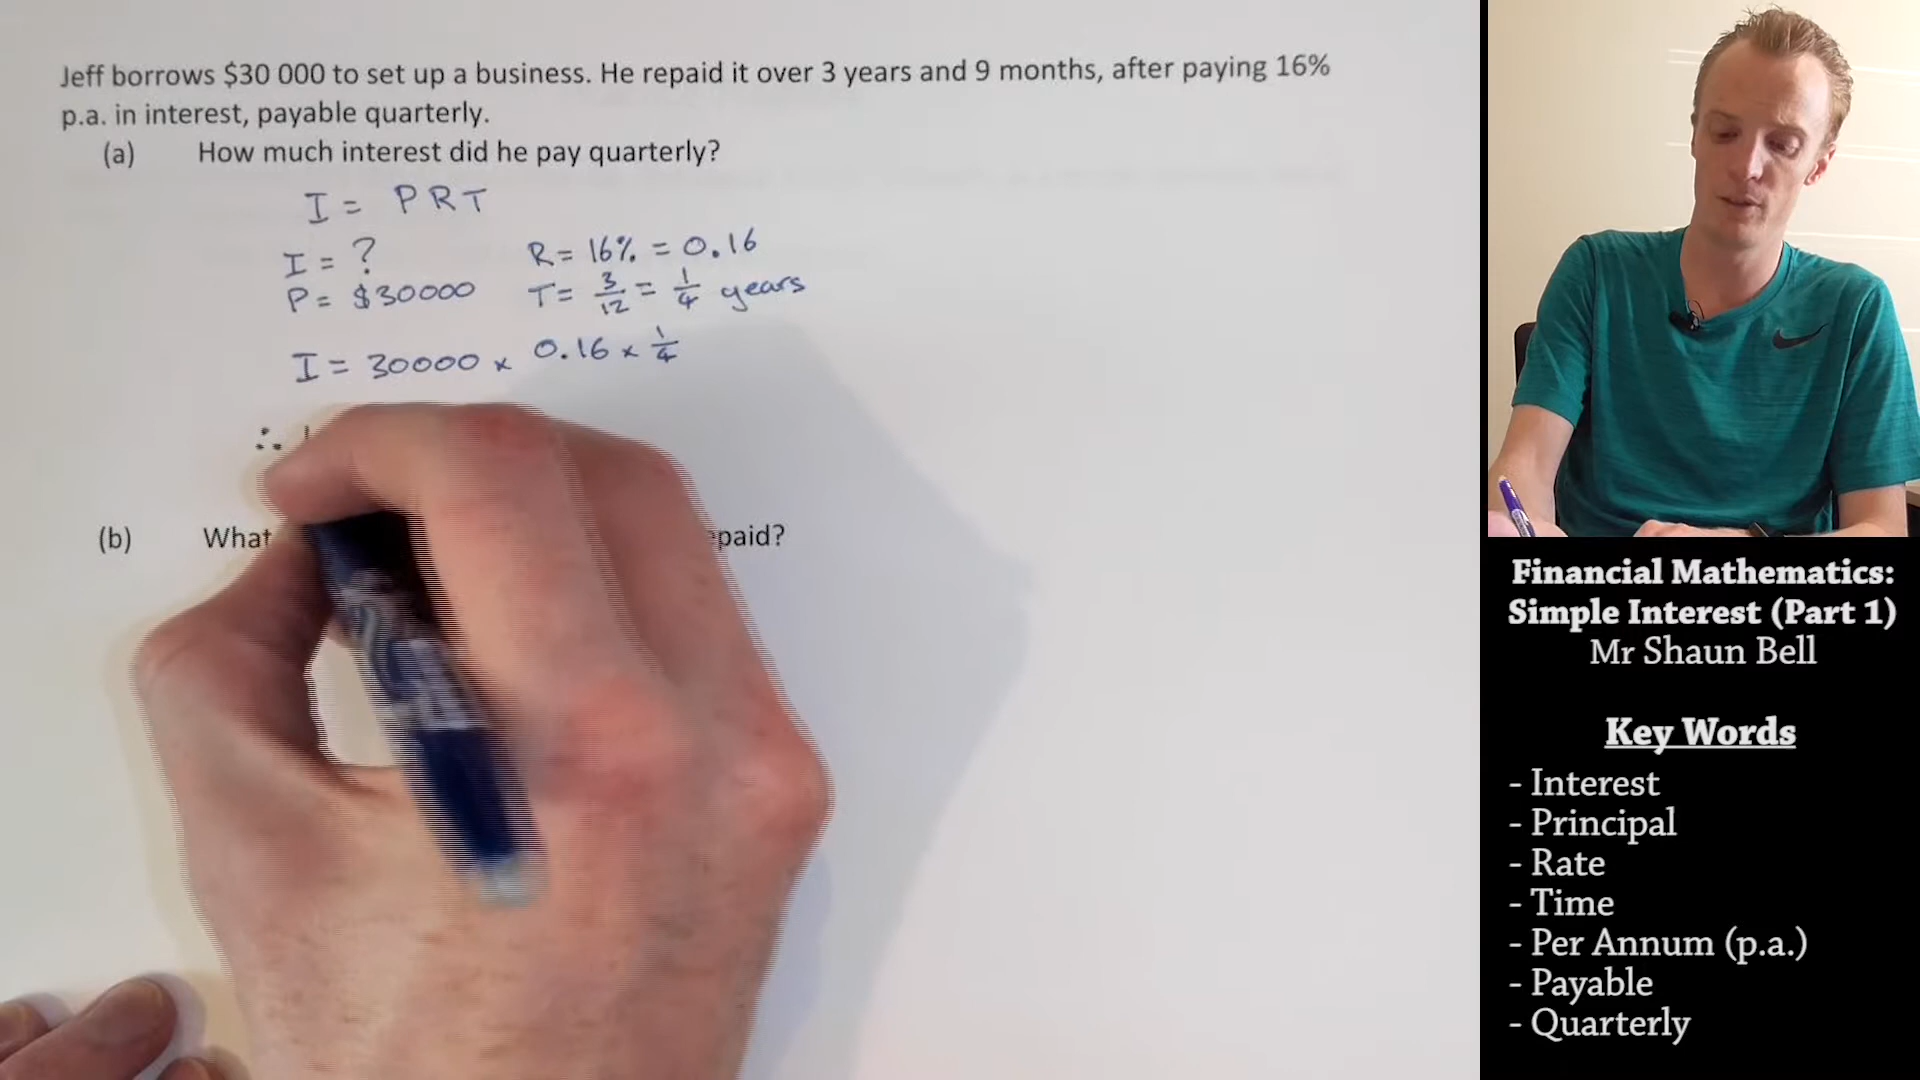 Jeff borrows $30 000 to set up a business. He repaid it over 3 years and 9 months, after paying 16%
p.a. in interest, payable quarterly.
(a) How much interest did he pay quarterly?
I = PRT
I = ? R = 16% = 0.16
P = $30000 T = 3/12 = 1/4 years
I = 30000 × 0.16 × 1/4
∴
(b) What paid?
Financial Mathematics:
Simple Interest (Part 1)
Mr Shaun Bell
Key Words
- Interest
- Principal
- Rate
- Time
- Per Annum (p.a.)
- Payable
- Quarterly